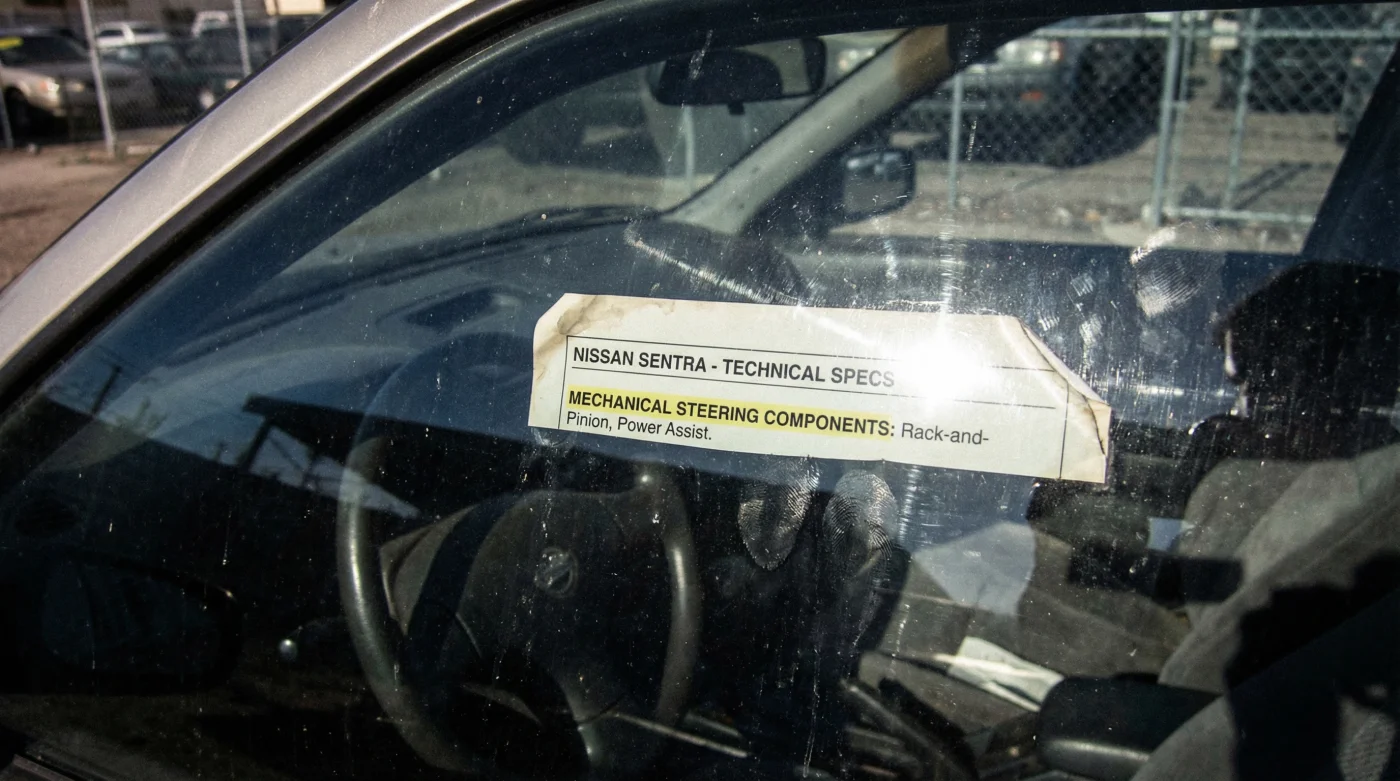 NISSAN SENTRA - TECHNICAL SPECS
MECHANICAL STEERING COMPONENTS: Rack-and-
Pinion, Power Assist.